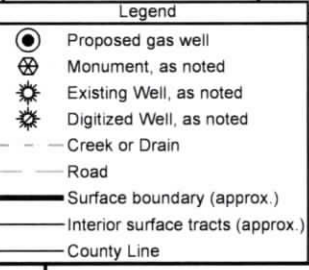 Legend
Proposed gas well
Monument, as noted
Existing Well, as noted
Digitized Well, as noted
Creek or Drain
Road
Surface boundary (approx.)
Interior surface tracts (approx.)
County Line